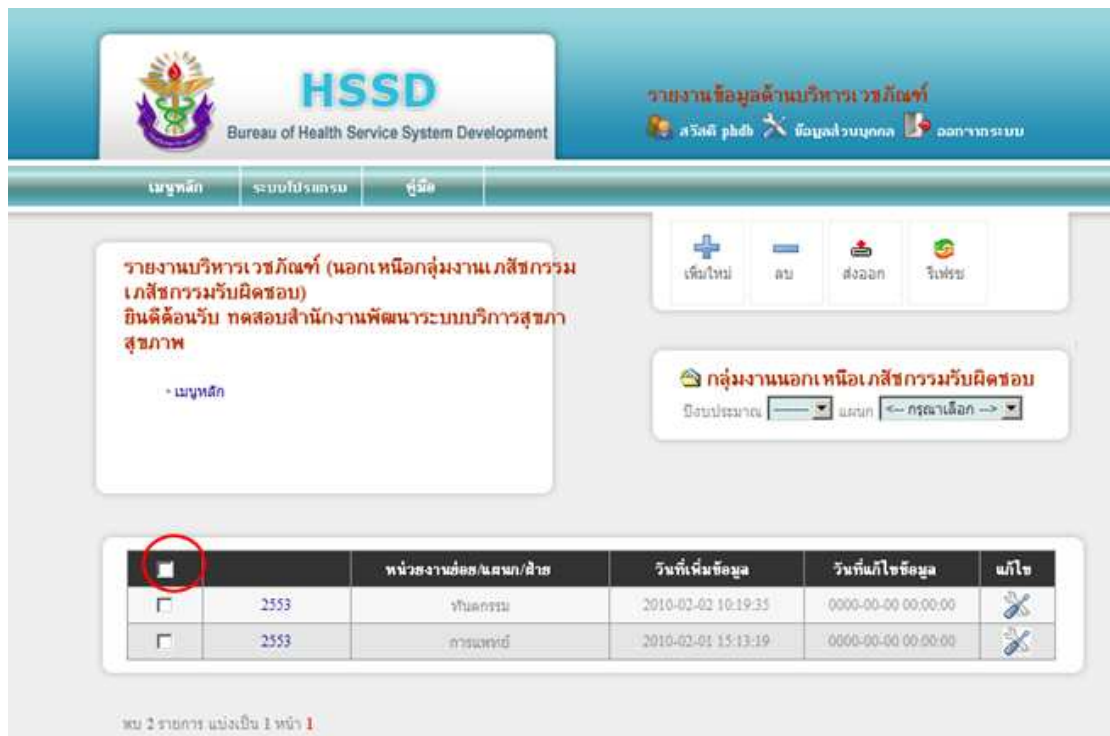 HSSD
Bureau of Health Service System Development
รายงานข้อมูลด้านบริหารเวชภัณฑ์
สวัสดี phdb ข้อมูลส่วนบุคคล ออกจากระบบ
เมนูหลัก ระบบโปรแกรม คู่มือ
เพิ่มใหม่ ลบ ส่งออก รีเฟรช
รายงานบริหารเวชภัณฑ์ (นอกเหนือกลุ่มงานเภสัชกรรม
เภสัชกรรมรับผิดชอบ)
ยินดีต้อนรับ ทดสอบสำนักงานพัฒนาระบบบริการสุขภา
สุขภาพ
เมนูหลัก
กลุ่มงานนอกเหนือเภสัชกรรมรับผิดชอบ
ปีงบประมาณ ------ แผนก <-- กรุณาเลือก -->
หน่วยงานย่อย/แผนก/ฝ่าย วันที่เพิ่มข้อมูล วันที่แก้ไขข้อมูล แก้ไข
2553 ทันตกรรม 2010-02-02 10:19:35 0000-00-00 00:00:00
2553 การแพทย์ 2010-02-01 15:13:19 0000-00-00 00:00:00
พบ 2 รายการ แบ่งเป็น 1 หน้า 1